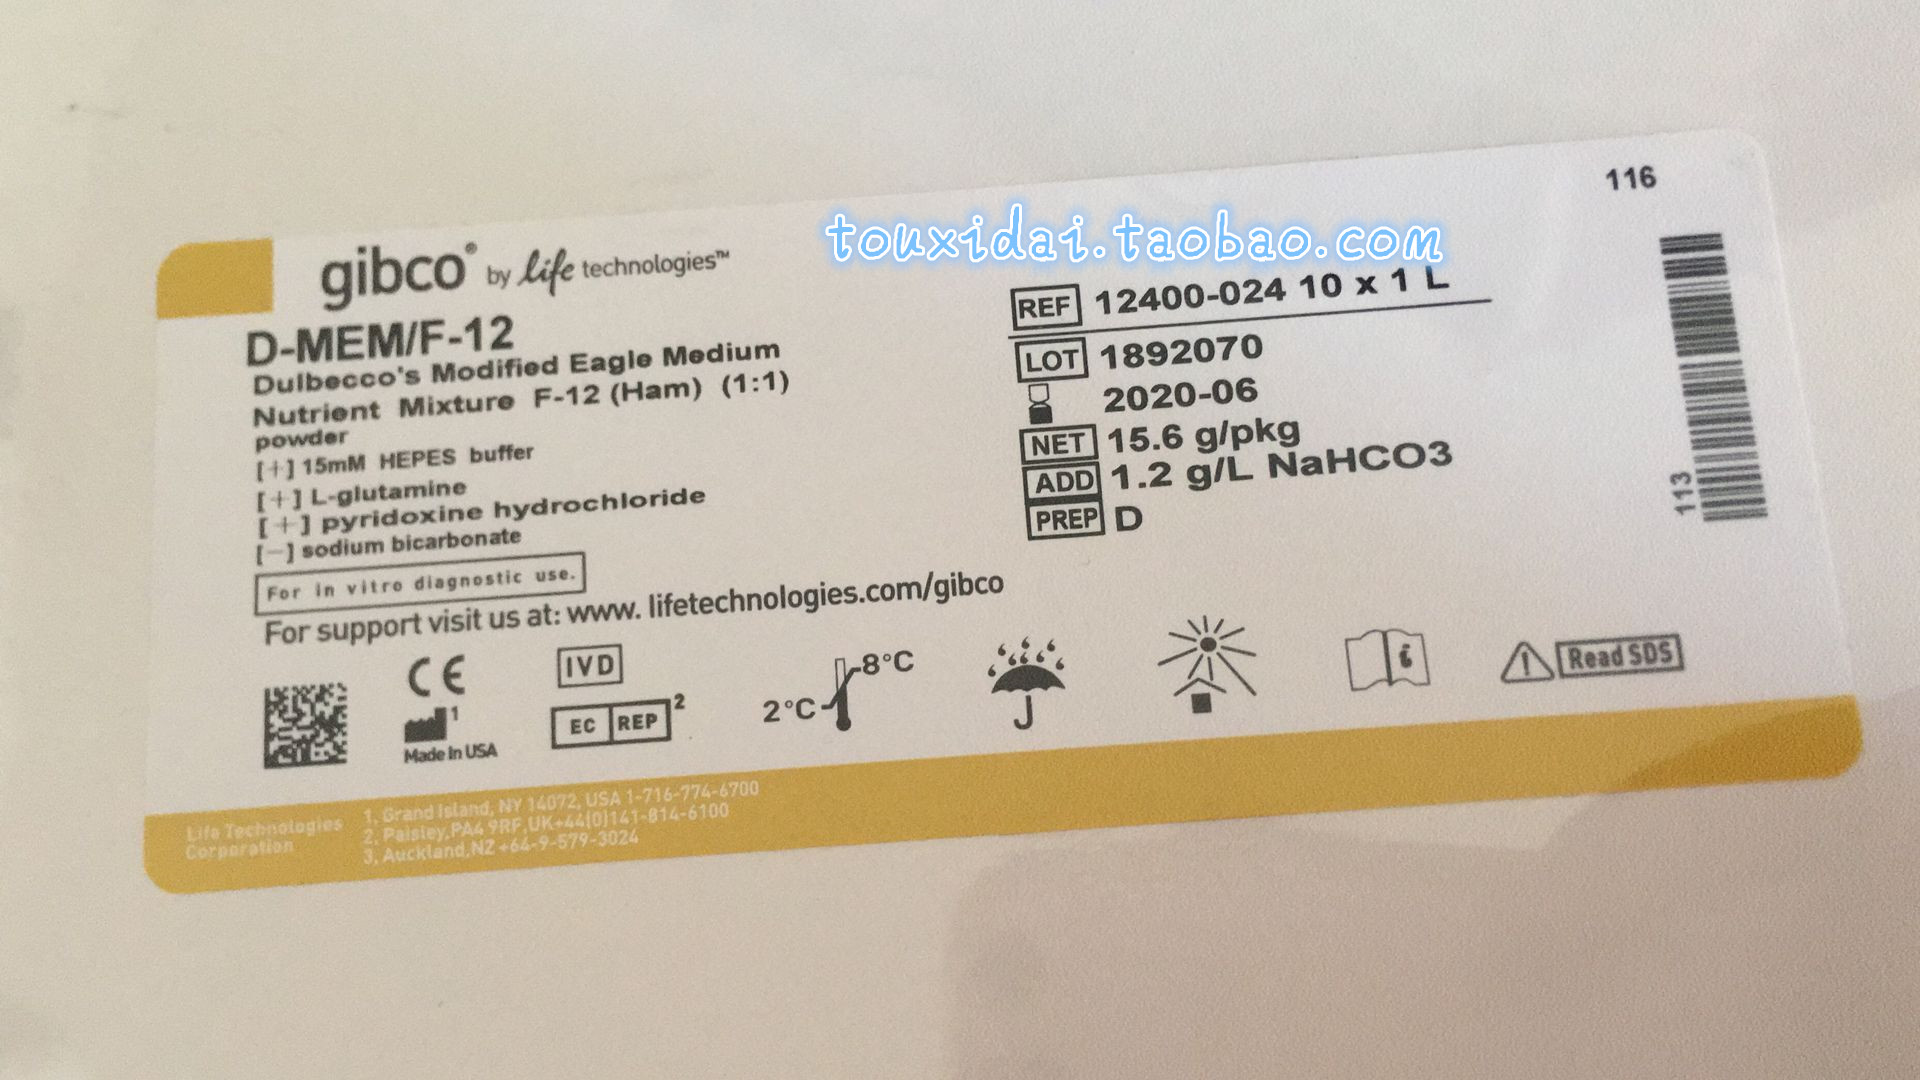 116
touxidai.taobao.com
gibco® by life technologies™
D-MEM/F-12
Dulbecco's Modified Eagle Medium
Nutrient Mixture F-12 (Ham) (1:1)
powder
[+] 15mM HEPES buffer
[+] L-glutamine
[+] pyridoxine hydrochloride
[-] sodium bicarbonate
For in vitro diagnostic use.
For support visit us at: www. lifetechnologies.com/gibco
REF 12400-024 10 x 1 L
LOT 1892070
2020-06
NET 15.6 g/pkg
ADD 1.2 g/L NaHCO3
PREP D
113
CE
1
Made In USA
IVD
EC REP 2
2°C
8°C
i
! Read SDS
Life Technologies
Corporation
1, Grand Island, NY 14072, USA 1-716-774-6700
2, Paisley,PA4 9RF,UK+44(0)141-814-6100
3, Auckland,NZ +64-9-579-3024